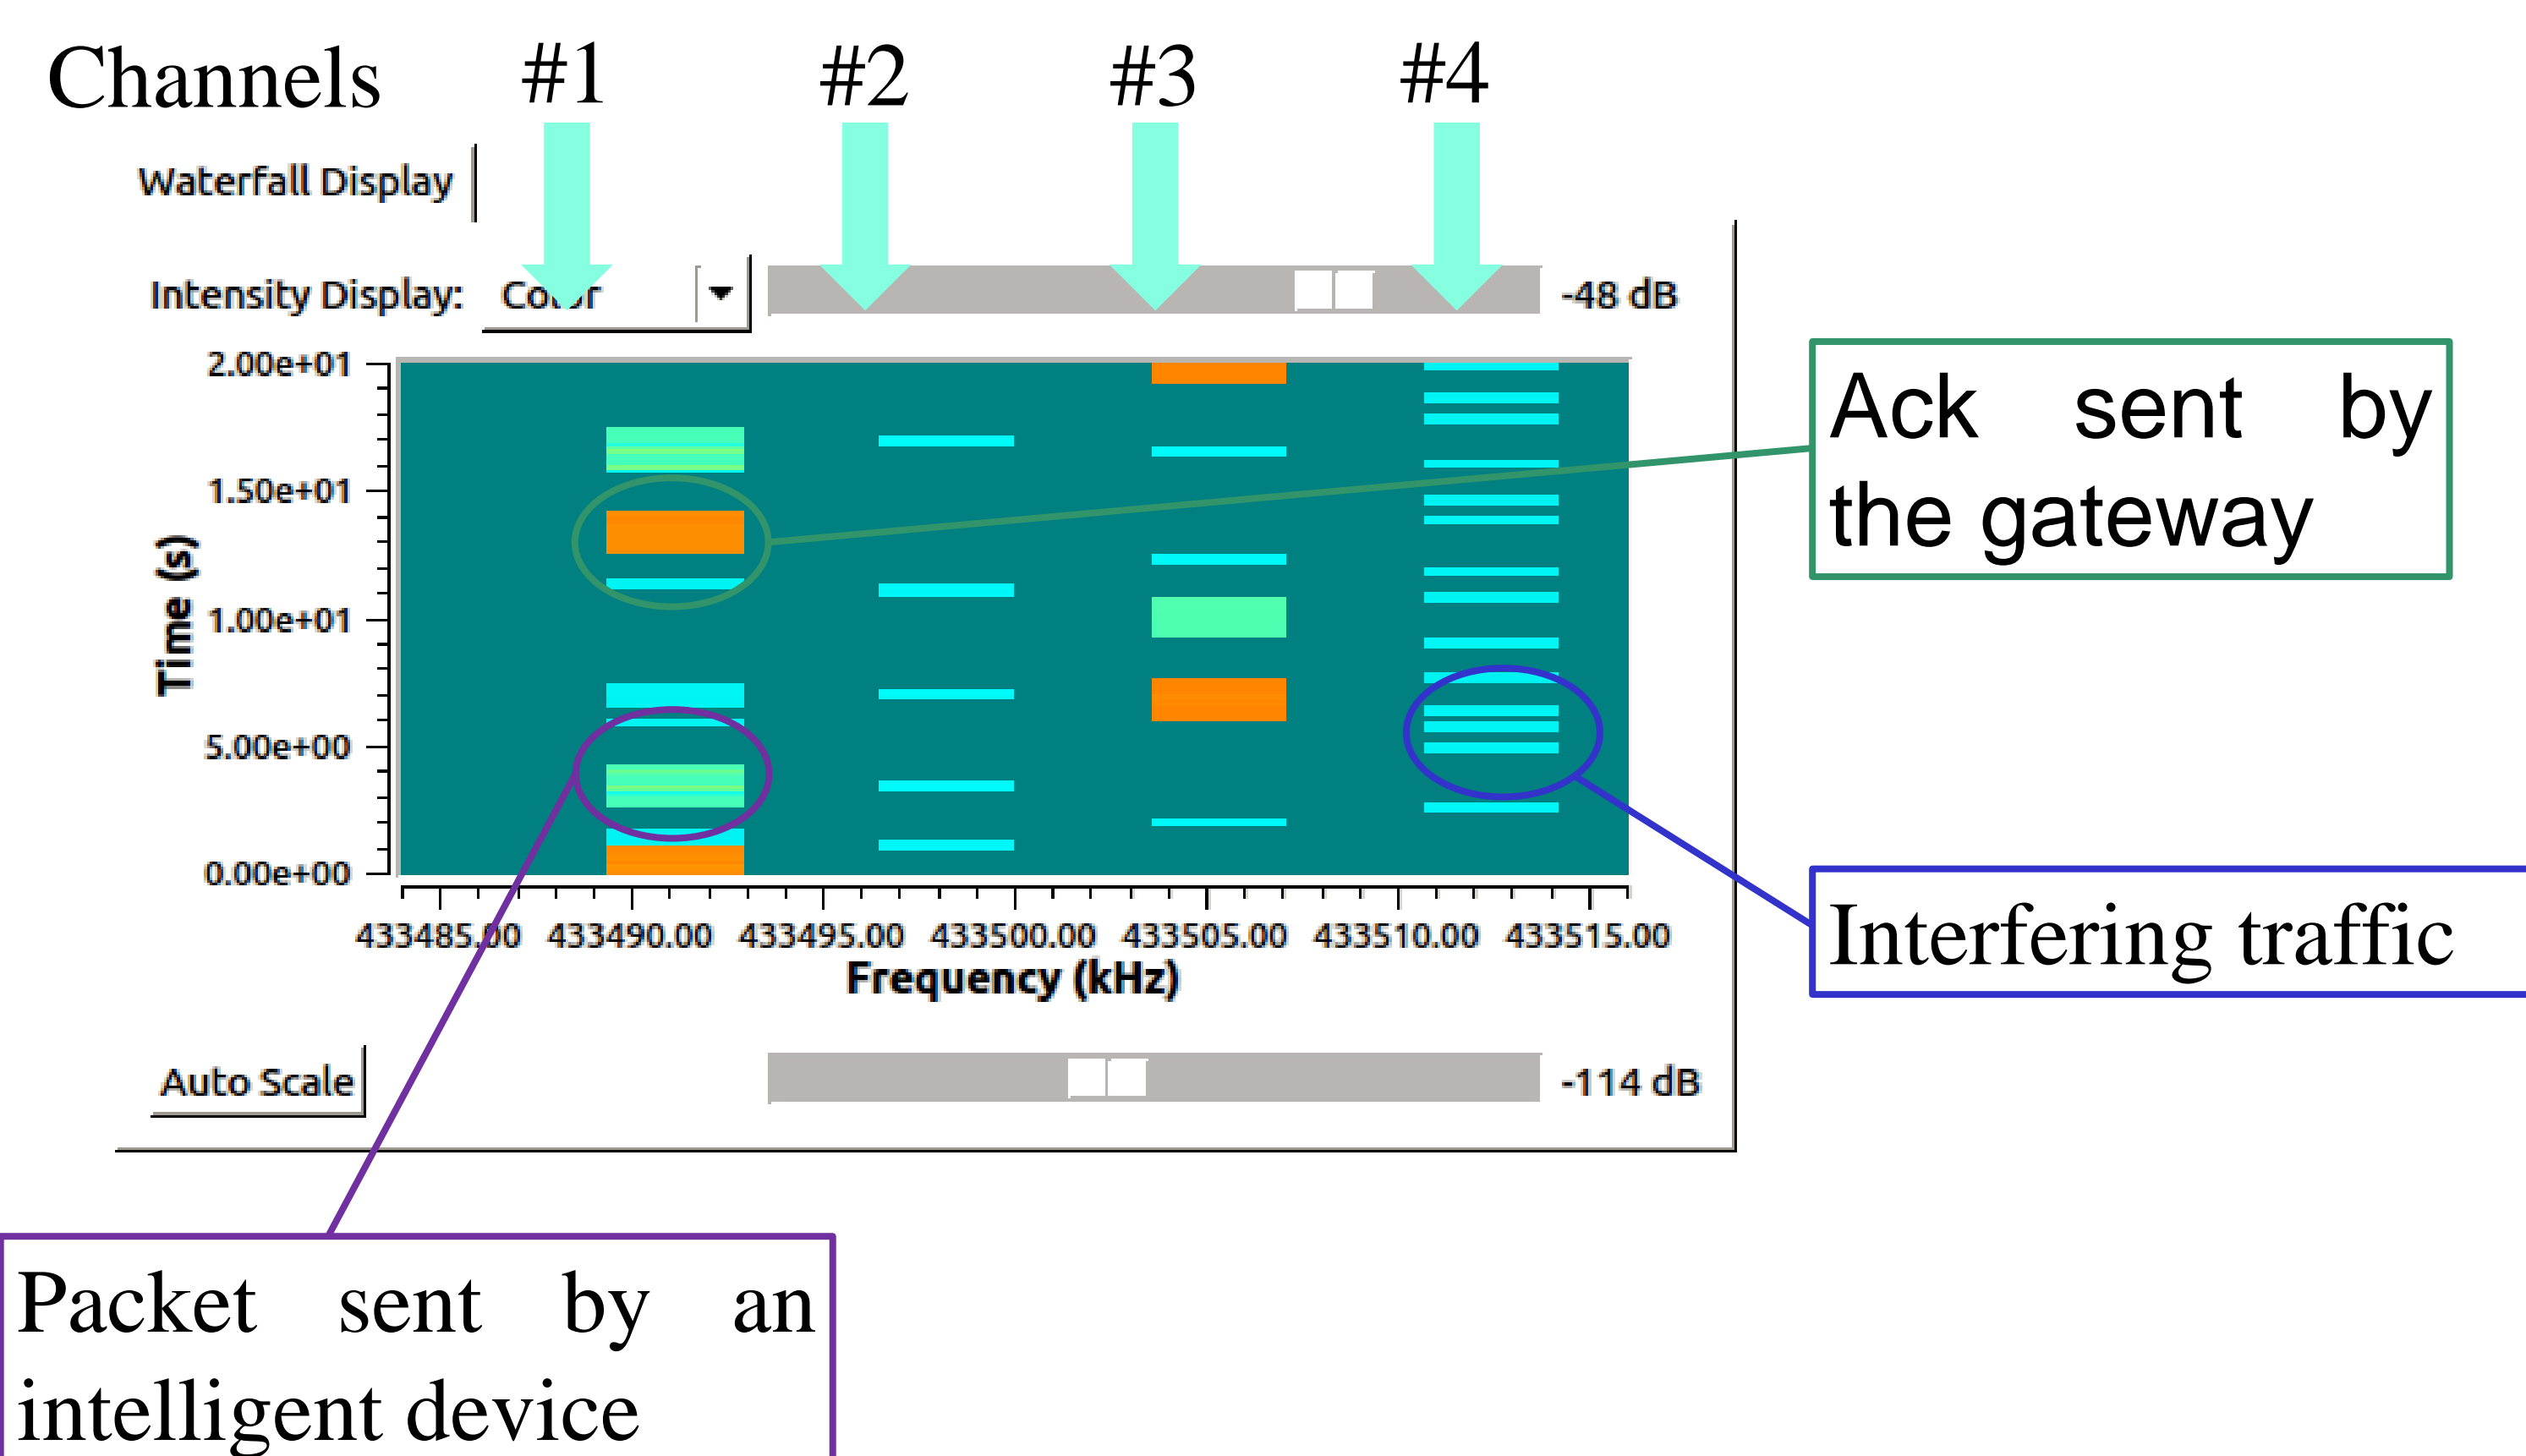 Channels #1 #2 #3 #4
Waterfall Display
Intensity Display: Color -48 dB
2.00e+01
1.50e+01
1.00e+01
5.00e+00
0.00e+00
Time (s)
433485.00 433490.00 433495.00 433500.00 433505.00 433510.00 433515.00
Frequency (kHz)
Auto Scale -114 dB
Ack sent by
the gateway
Interfering traffic
Packet sent by an
intelligent device